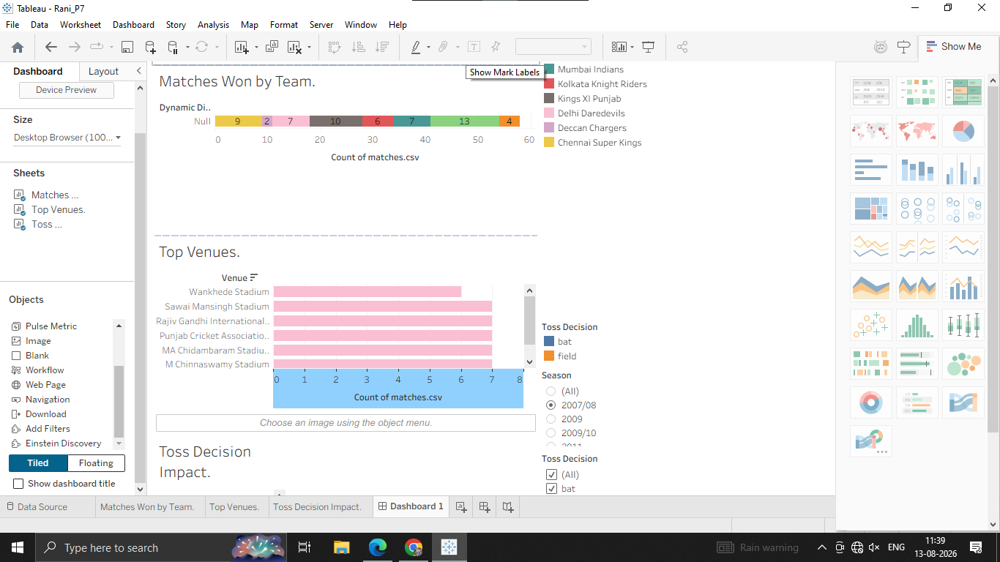 Tableau - Rani_P7
File Data Worksheet Dashboard Story Analysis Map Format Server Window Help
Show Me
Dashboard Layout
Device Preview
Size
Desktop Browser (100...
Sheets
Matches ...
Top Venues.
Toss ...
Objects
Pulse Metric
Image
Blank
Workflow
Web Page
Navigation
Download
Add Filters
Einstein Discovery
Tiled Floating
Show dashboard title
Matches Won by Team.
Show Mark Labels
Dynamic Di..
Null 9 2 7 10 6 7 13 4
0 10 20 30 40 50 60
Count of matches.csv
Mumbai Indians
Kolkata Knight Riders
Kings XI Punjab
Delhi Daredevils
Deccan Chargers
Chennai Super Kings
Top Venues.
Venue
Wankhede Stadium
Sawai Mansingh Stadium
Rajiv Gandhi International..
Punjab Cricket Associatio..
MA Chidambaram Stadiu..
M Chinnaswamy Stadium
0 1 2 3 4 5 6 7 8
Count of matches.csv
Choose an image using the object menu.
Toss Decision
Impact.
Toss Decision
bat
field
Season
(All)
2007/08
2009
2009/10
2011
Toss Decision
(All)
bat
Data Source Matches Won by Team. Top Venues. Toss Decision Impact. Dashboard 1
Type here to search
Rain warning
ENG
11:39
13-08-2026